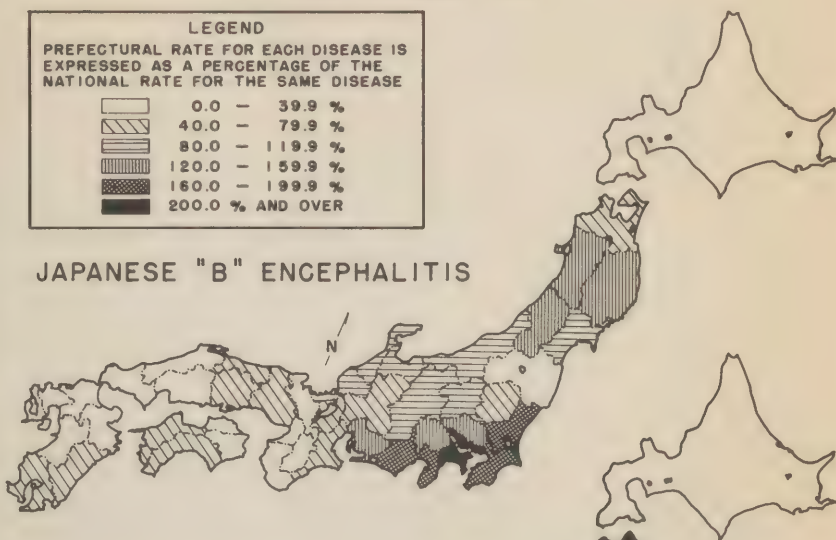 LEGEND
PREFECTURAL RATE FOR EACH DISEASE IS
EXPRESSED AS A PERCENTAGE OF THE
NATIONAL RATE FOR THE SAME DISEASE
0.0 – 39.9 %
40.0 – 79.9 %
80.0 – 119.9 %
120.0 – 159.9 %
160.0 – 199.9 %
200.0 % AND OVER
JAPANESE "B" ENCEPHALITIS
N